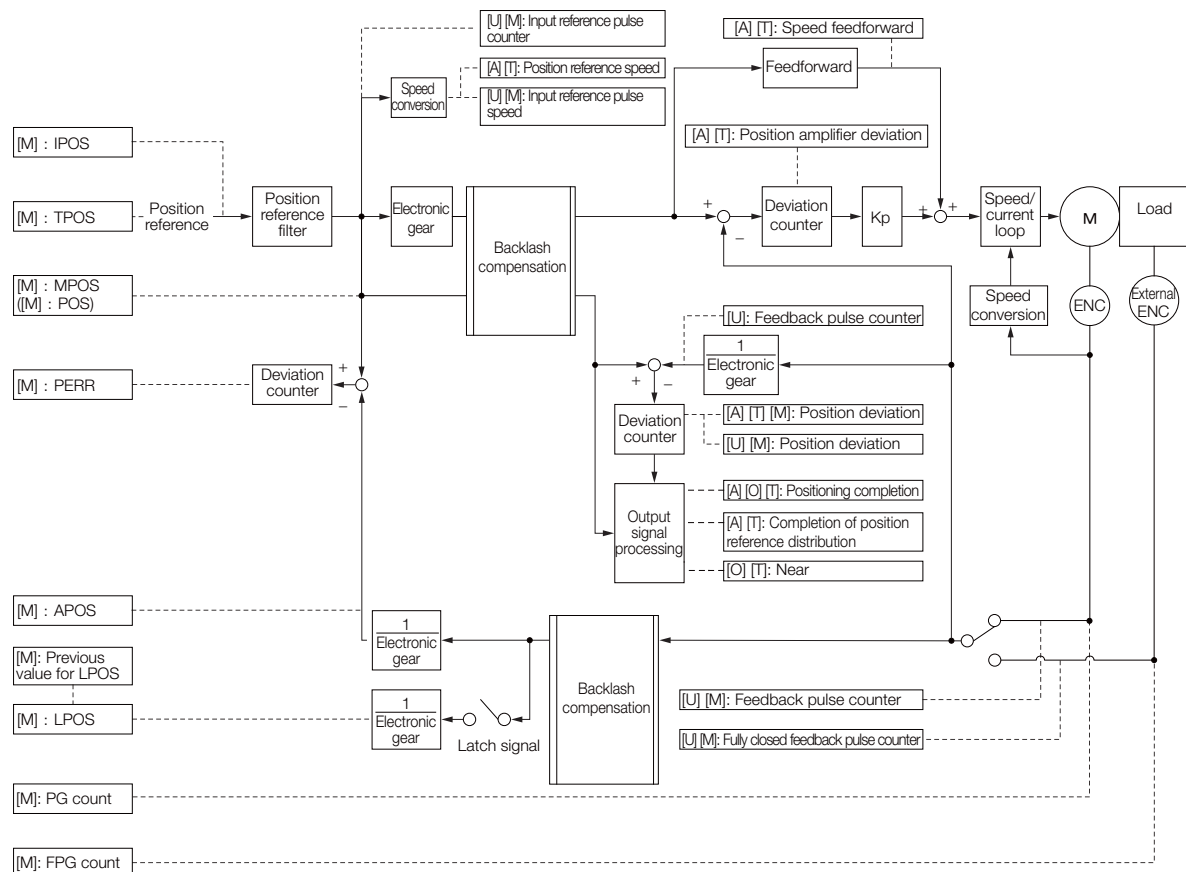 [U] [M]: Input reference pulse
counter
[A] [T]: Speed feedforward
[A] [T]: Position reference speed
Feedforward
Speed
conversion
[U] [M]: Input reference pulse
speed
[M] : IPOS
[A] [T]: Position amplifier deviation
[M] : TPOS
Position
reference
Position
reference
filter
Electronic
gear
Backlash
compensation
+
−
Deviation
counter
Kp
+
+
Speed/
current
loop
M
Load
[M] : MPOS
([M] : POS)
Speed
conversion
ENC
External
ENC
[U]: Feedback pulse counter
1
Electronic
gear
[M] : PERR
Deviation
counter
+
−
+
−
Deviation
counter
[A] [T] [M]: Position deviation
[U] [M]: Position deviation
Output
signal
processing
[A] [O] [T]: Positioning completion
[A] [T]: Completion of position
reference distribution
[O] [T]: Near
[M] : APOS
1
Electronic
gear
[M]: Previous
value for LPOS
[M] : LPOS
1
Electronic
gear
Latch signal
Backlash
compensation
[U] [M]: Feedback pulse counter
[U] [M]: Fully closed feedback pulse counter
[M]: PG count
[M]: FPG count